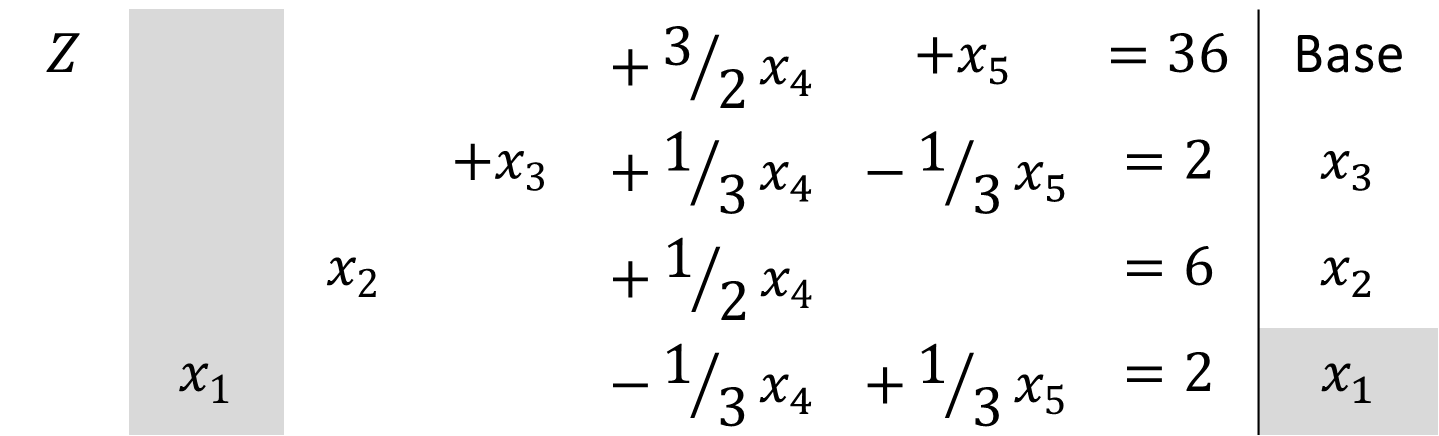 Z + 3/2 x₄ +x₅ = 36 Base
+x₃ + 1/3 x₄ − 1/3 x₅ = 2 x₃
x₂ + 1/2 x₄ = 6 x₂
x₁ − 1/3 x₄ + 1/3 x₅ = 2 x₁